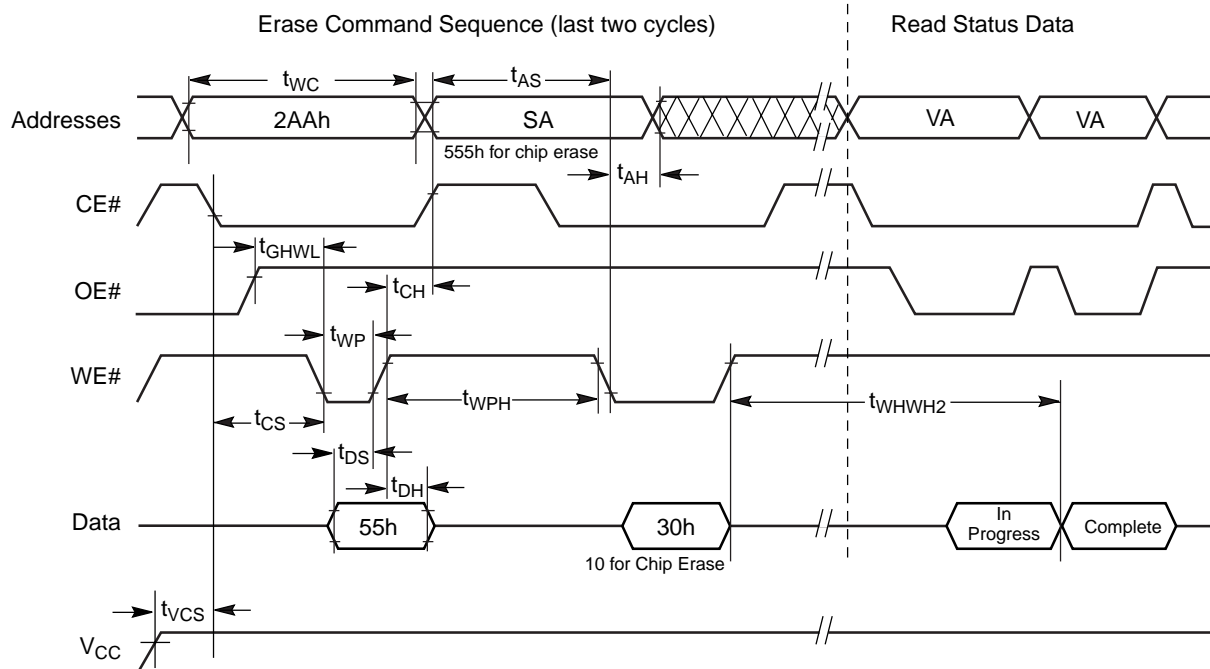 Erase Command Sequence (last two cycles)
Read Status Data
tWC
tAS
Addresses
2AAh
SA
VA
VA
555h for chip erase
tAH
CE#
tGHWL
OE#
tCH
tWP
WE#
tWPH
tWHWH2
tCS
tDS
tDH
Data
55h
30h
In
Progress
Complete
10 for Chip Erase
tVCS
VCC